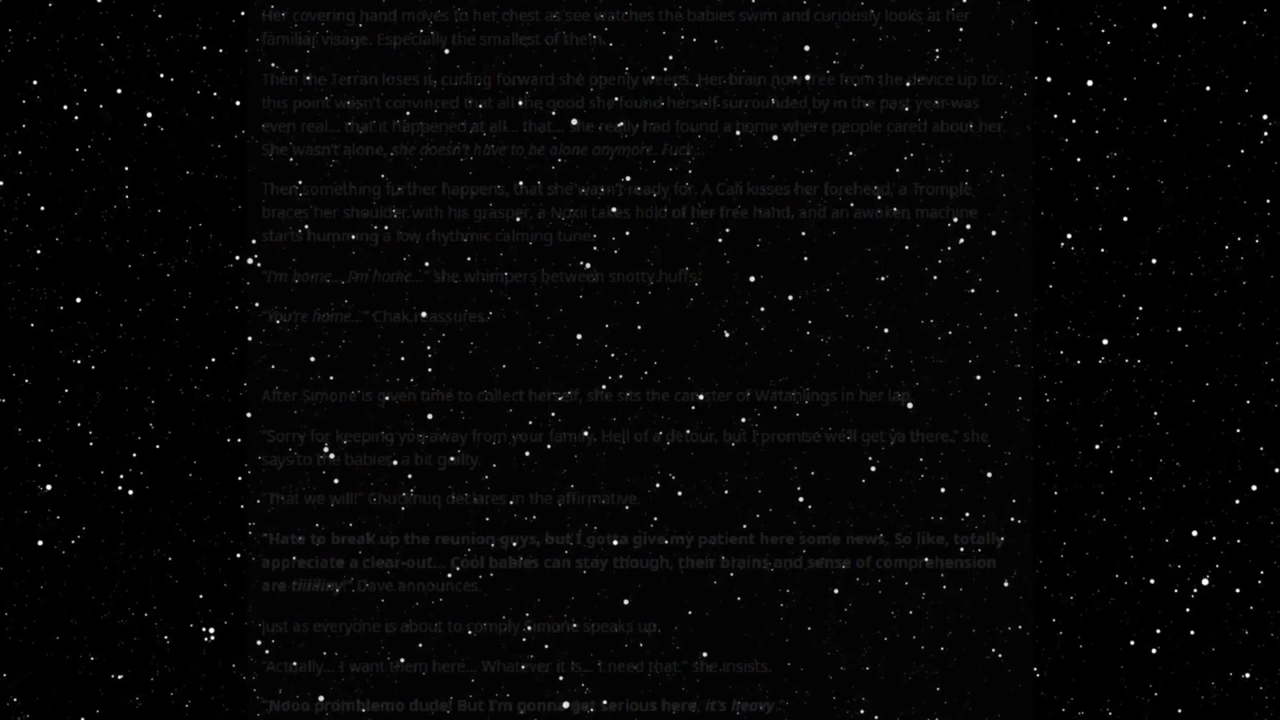 Her covering hand moves to her chest as see watches the babies swim and curiously looks at her
familiar visage. Especially the smallest of them.
Then the Terran loses it, curling forward she openly weeps. Her brain now free from the device up to
this point wasn't convinced that all the good she found herself surrounded by in the past year was
even real... that it happened at all... that... she really had found a home where people cared about her.
She wasn't alone, she doesn't have to be alone anymore. Fuck...
Then something further happens, that she wasn't ready for. A Cali kisses her forehead, a Tromple
braces her shoulder with his grasper, a Noxii takes hold of her free hand, and an awoken machine
starts humming a low rhythmic calming tune.
"I'm home... I'm home..." she whimpers between snotty huffs.
"You're home..." Chak reassures.
After Simone is given time to collect herself, she sits the canister of Watanlings in her lap.
"Sorry for keeping you away from your family. Hell of a detour, but I promise we'll get ya there." she
says to the babies, a bit guilty.
"That we will!" Chucknuq declares in the affirmative.
"Hate to break up the reunion guys, but I gotta give my patient here some news. So like, totally
appreciate a clear-out... Cool babies can stay though, their brains and sense of comprehension
are Dave announces.
Just as everyone is about to comply Simone speaks up.
"Actually... I want them here... Whatever it is... I need that." she insists.
"Ndoo promblemo dude! But I'm gonna get serious here, it's heavy."